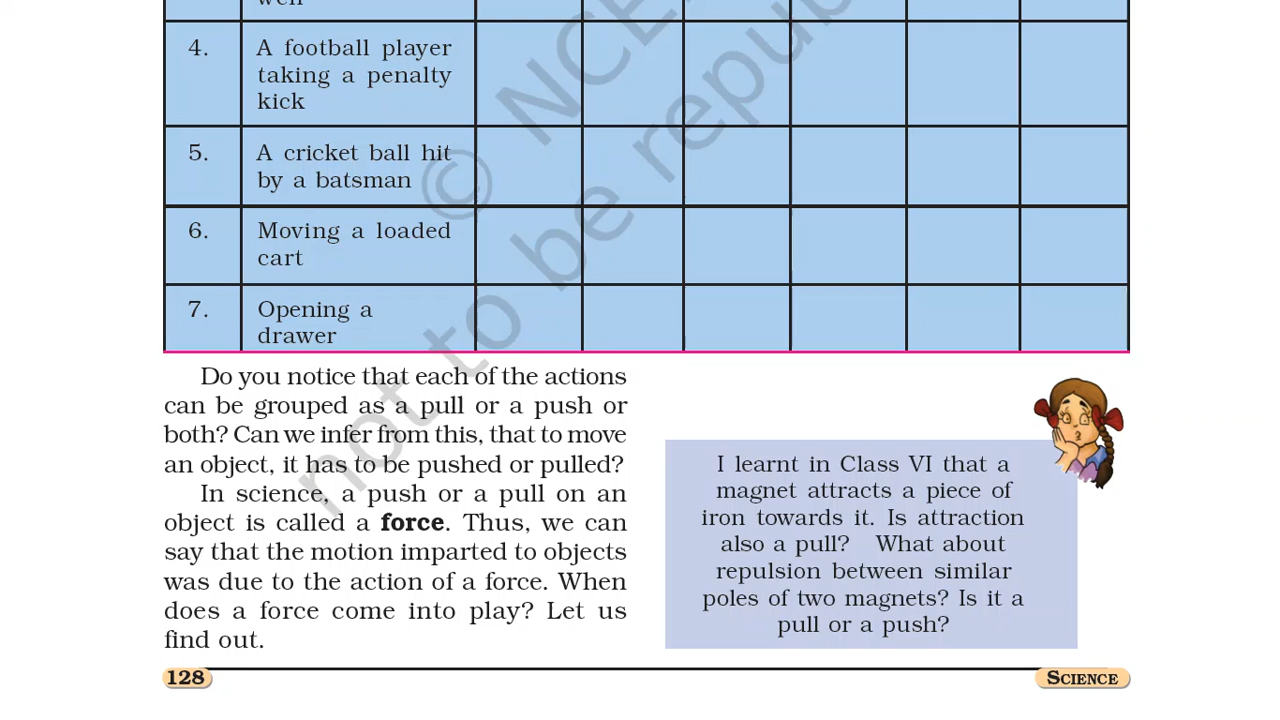 well
4.
A football player
taking a penalty
kick
5.
A cricket ball hit
by a batsman
6.
Moving a loaded
cart
7.
Opening a
drawer
© NCE
not to be repub
Do you notice that each of the actions
can be grouped as a pull or a push or
both? Can we infer from this, that to move
an object, it has to be pushed or pulled?
In science, a push or a pull on an
object is called a force. Thus, we can
say that the motion imparted to objects
was due to the action of a force. When
does a force come into play? Let us
find out.
I learnt in Class VI that a
magnet attracts a piece of
iron towards it. Is attraction
also a pull? What about
repulsion between similar
poles of two magnets? Is it a
pull or a push?
128
SCIENCE